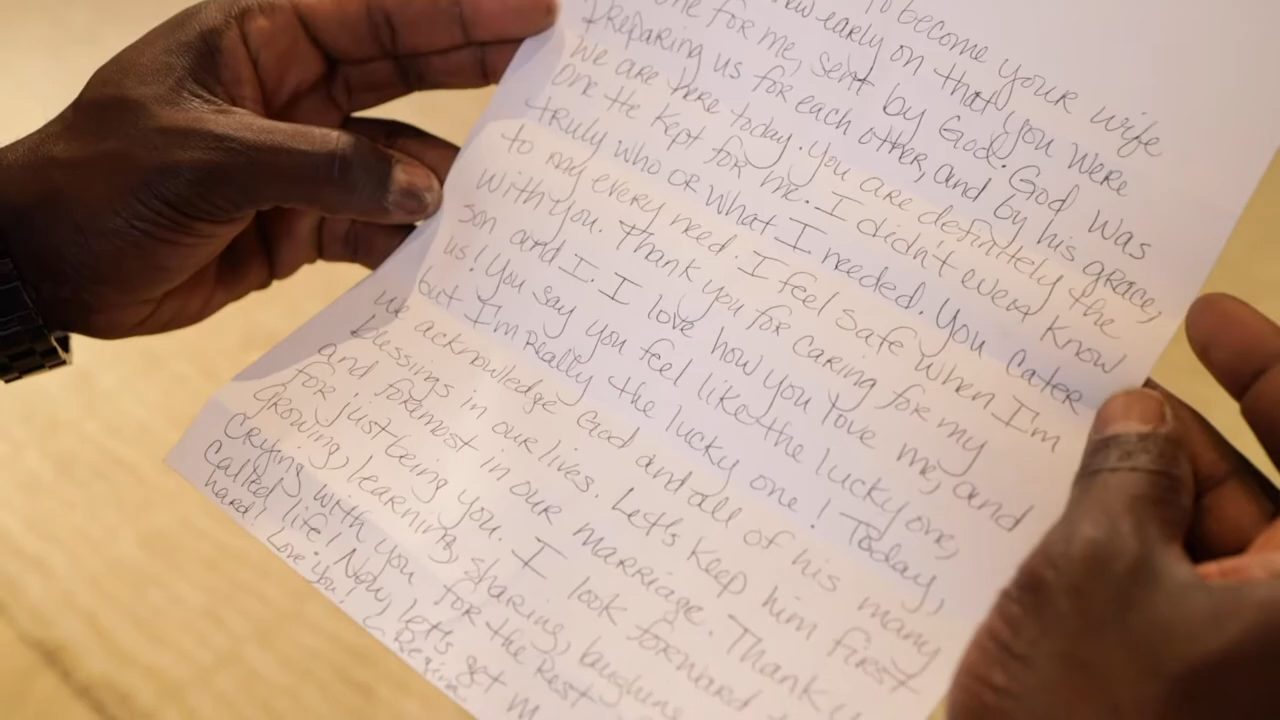 to become your wife
early on that you were
one for me, sent by God. God was
Preparing us for each other, and by his grace,
We are here today. You are definitely the
one He kept for me. I didn't even know
truly who or what I needed. You cater
to my every need. I feel safe when I'm
with you. Thank you for caring for my
son and I. I love how you love me, and
us! You say you feel like the lucky one,
but I'm Really the lucky one! Today,
we acknowledge God and all of his many
blessings in our lives. Let's keep him first
and foremost in our marriage. Thank
for just being you. I look forward
Growing, learning, sharing, laughing
Crying with you for the Rest
called life! Now, let's get
hard! Love you!